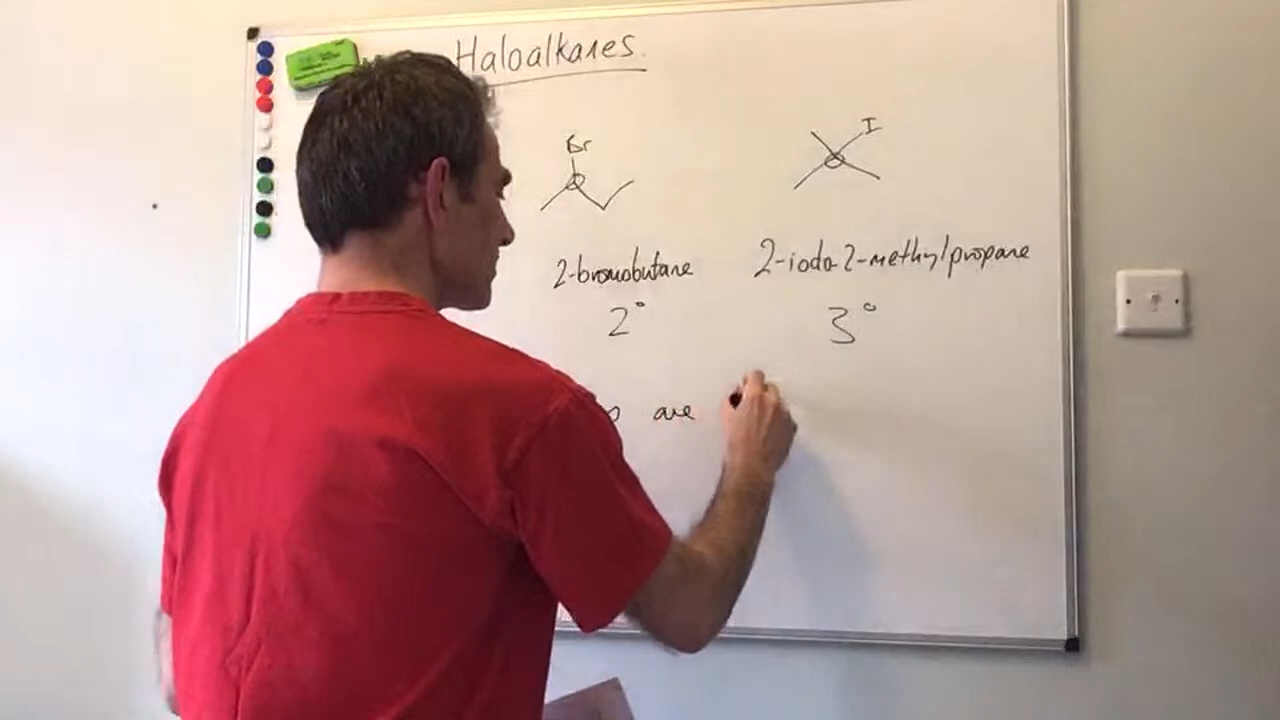 Haloalkanes.
Br
I
2-bromobutane
2-iodo-2-methylpropane
2°
3°
are